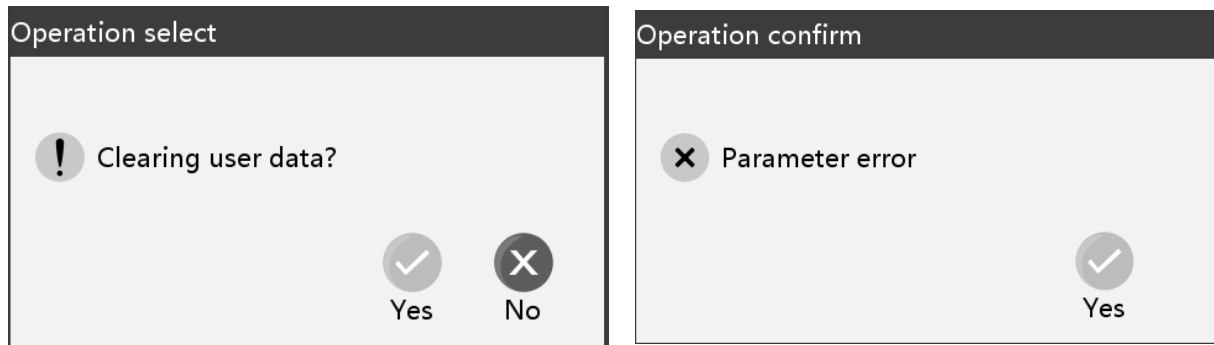 Operation select
Clearing user data?
Yes No
Operation confirm
Parameter error
Yes